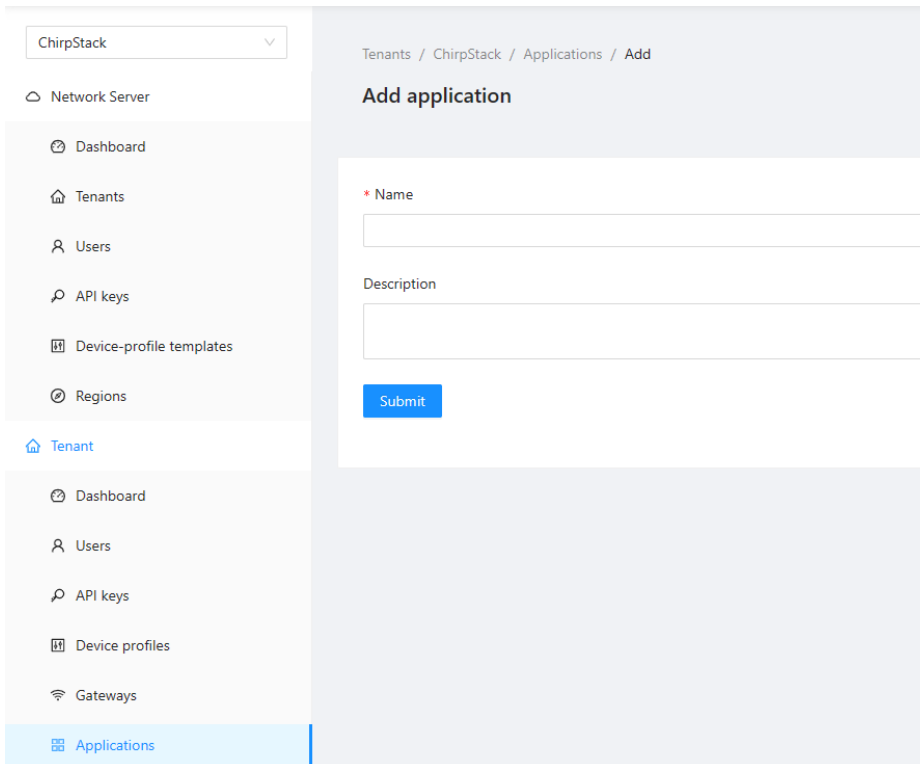 ChirpStack
Network Server
Dashboard
Tenants
Users
API keys
Device-profile templates
Regions
Tenant
Dashboard
Users
API keys
Device profiles
Gateways
Applications
Tenants / ChirpStack / Applications / Add
Add application
* Name
Description
Submit